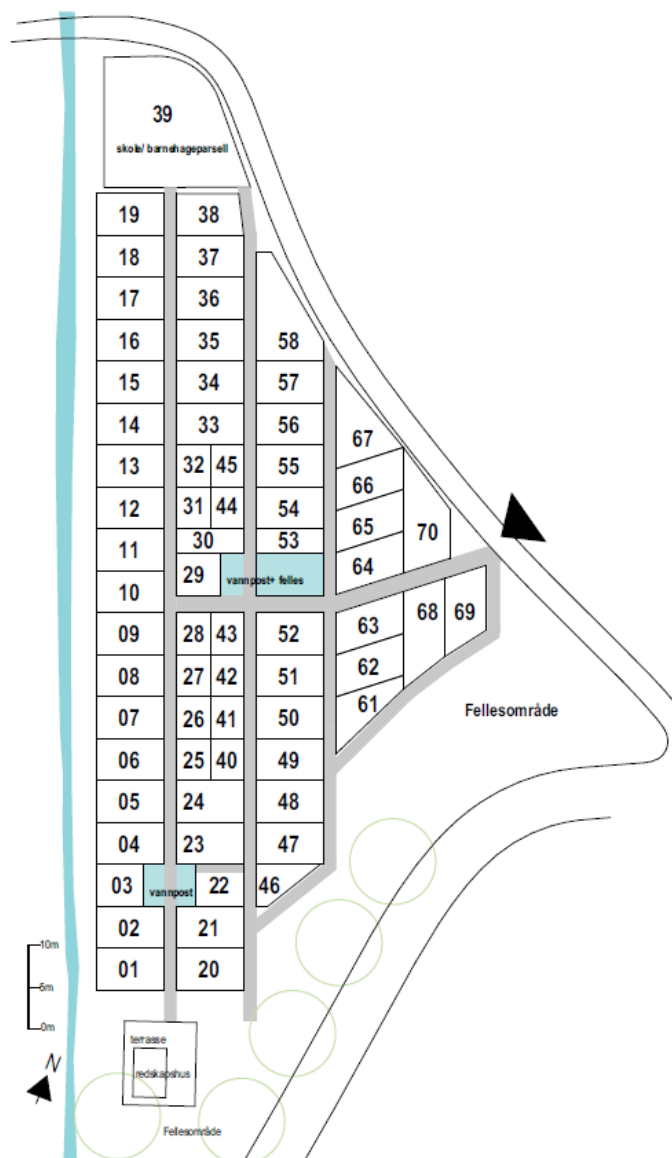 39
skole/ barnehageparsell
19 38
18 37
17 36
16 35 58
15 34 57
14 33 56
67
13 32 45 55
66
12 31 44 54
65
70
11 30 53
64
29 vannpost+ felles
10
68 69
63
09 28 43 52
62
08 27 42 51
61
07 26 41 50
Fellesområde
06 25 40 49
05 24 48
04 23 47
03 vannpost 22 46
02 21
10m
01 20
5m
0m
terrasse
N
redskapshus
Fellesområde